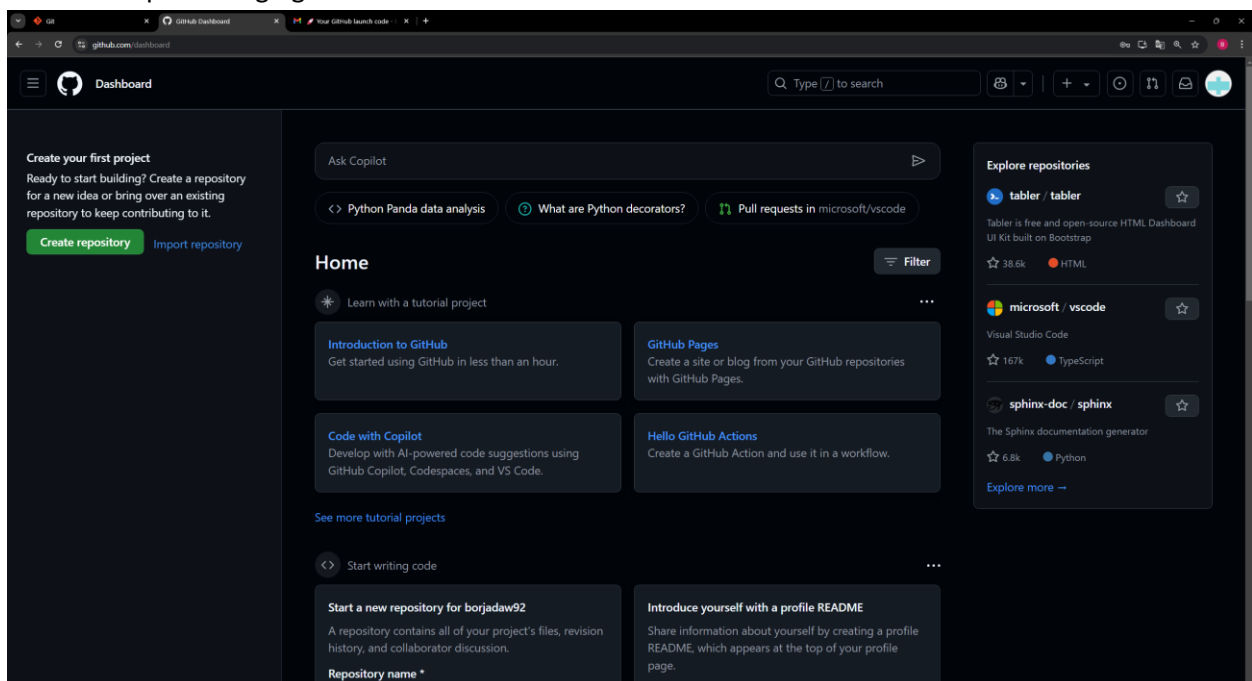 Git
GitHub Dashboard
Your GitHub launch code -
github.com/dashboard
Dashboard
Type / to search
Create your first project
Ready to start building? Create a repository
for a new idea or bring over an existing
repository to keep contributing to it.
Create repository
Import repository
Ask Copilot
Python Panda data analysis
What are Python decorators?
Pull requests in microsoft/vscode
Home
Filter
Learn with a tutorial project
Introduction to GitHub
Get started using GitHub in less than an hour.
GitHub Pages
Create a site or blog from your GitHub repositories
with GitHub Pages.
Code with Copilot
Develop with AI-powered code suggestions using
GitHub Copilot, Codespaces, and VS Code.
Hello GitHub Actions
Create a GitHub Action and use it in a workflow.
See more tutorial projects
Start writing code
Start a new repository for borjadaw92
A repository contains all of your project's files, revision
history, and collaborator discussion.
Repository name *
Introduce yourself with a profile README
Share information about yourself by creating a profile
README, which appears at the top of your profile
page.
Explore repositories
tabler / tabler
Tabler is free and open-source HTML Dashboard
UI Kit built on Bootstrap
38.6k HTML
microsoft / vscode
Visual Studio Code
167k TypeScript
sphinx-doc / sphinx
The Sphinx documentation generator
6.8k Python
Explore more →